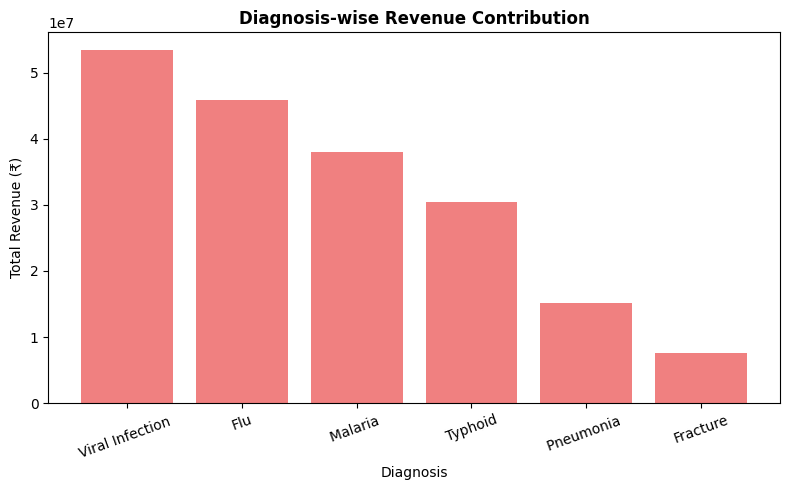 Diagnosis-wise Revenue Contribution
1e7
5
4
3
2
1
0
Total Revenue (₹)
Viral Infection
Flu
Malaria
Typhoid
Pneumonia
Fracture
Diagnosis